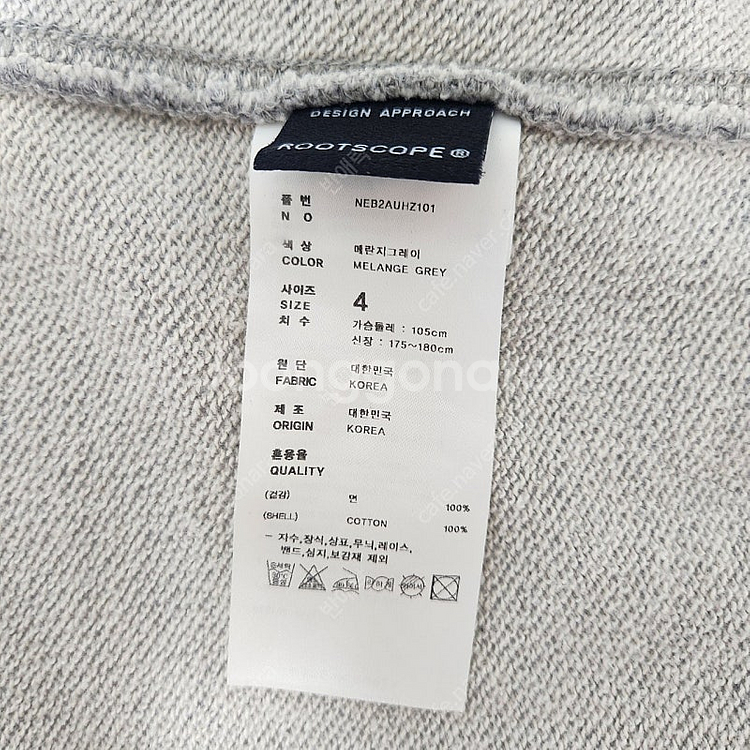 DESIGN APPROACH
ROOTSCOPE®
품 번 NEB2AUHZ101
N O
색 상 메란지그레이
COLOR MELANGE GREY
사이즈 4
SIZE
치 수 가슴둘레 : 105cm
신장 : 175~180cm
원 단 대한민국
FABRIC KOREA
제 조 대한민국
ORIGIN KOREA
혼용율
QUALITY
(겉감) 면 100%
(SHELL) COTTON 100%
- 자수,장식,상표,무늬,레이스,
밴드,심지,보강재 제외